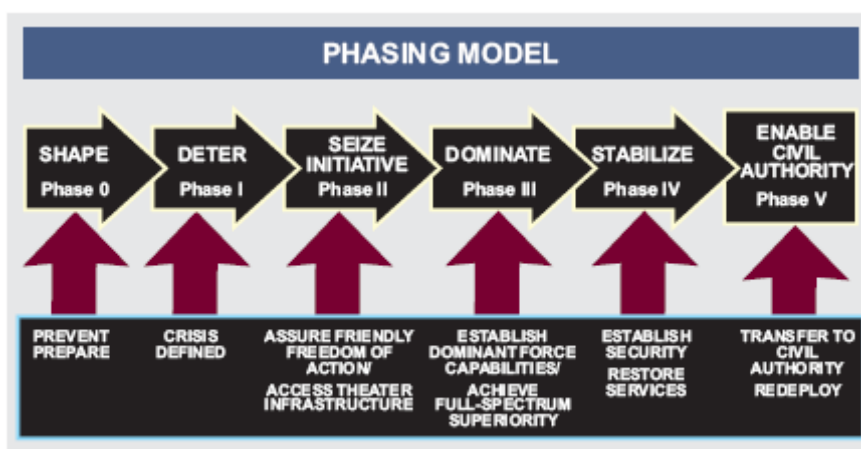 PHASING MODEL
SHAPE
Phase 0
DETER
Phase I
SEIZE
INITIATIVE
Phase II
DOMINATE
Phase III
STABILIZE
Phase IV
ENABLE
CIVIL
AUTHORITY
Phase V
PREVENT
PREPARE
CRISIS
DEFINED
ASSURE FRIENDLY
FREEDOM OF
ACTION/
ACCESS THEATER
INFRASTRUCTURE
ESTABLISH
DOMINANT FORCE
CAPABILITIES/
ACHIEVE
FULL-SPECTRUM
SUPERIORITY
ESTABLISH
SECURITY
RESTORE
SERVICES
TRANSFER TO
CIVIL
AUTHORITY
REDEPLOY